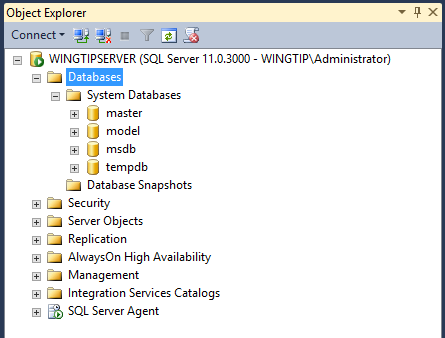 Object Explorer
Connect
WINGTIPSERVER (SQL Server 11.0.3000 - WINGTIP\Administrator)
Databases
System Databases
master
model
msdb
tempdb
Database Snapshots
Security
Server Objects
Replication
AlwaysOn High Availability
Management
Integration Services Catalogs
SQL Server Agent